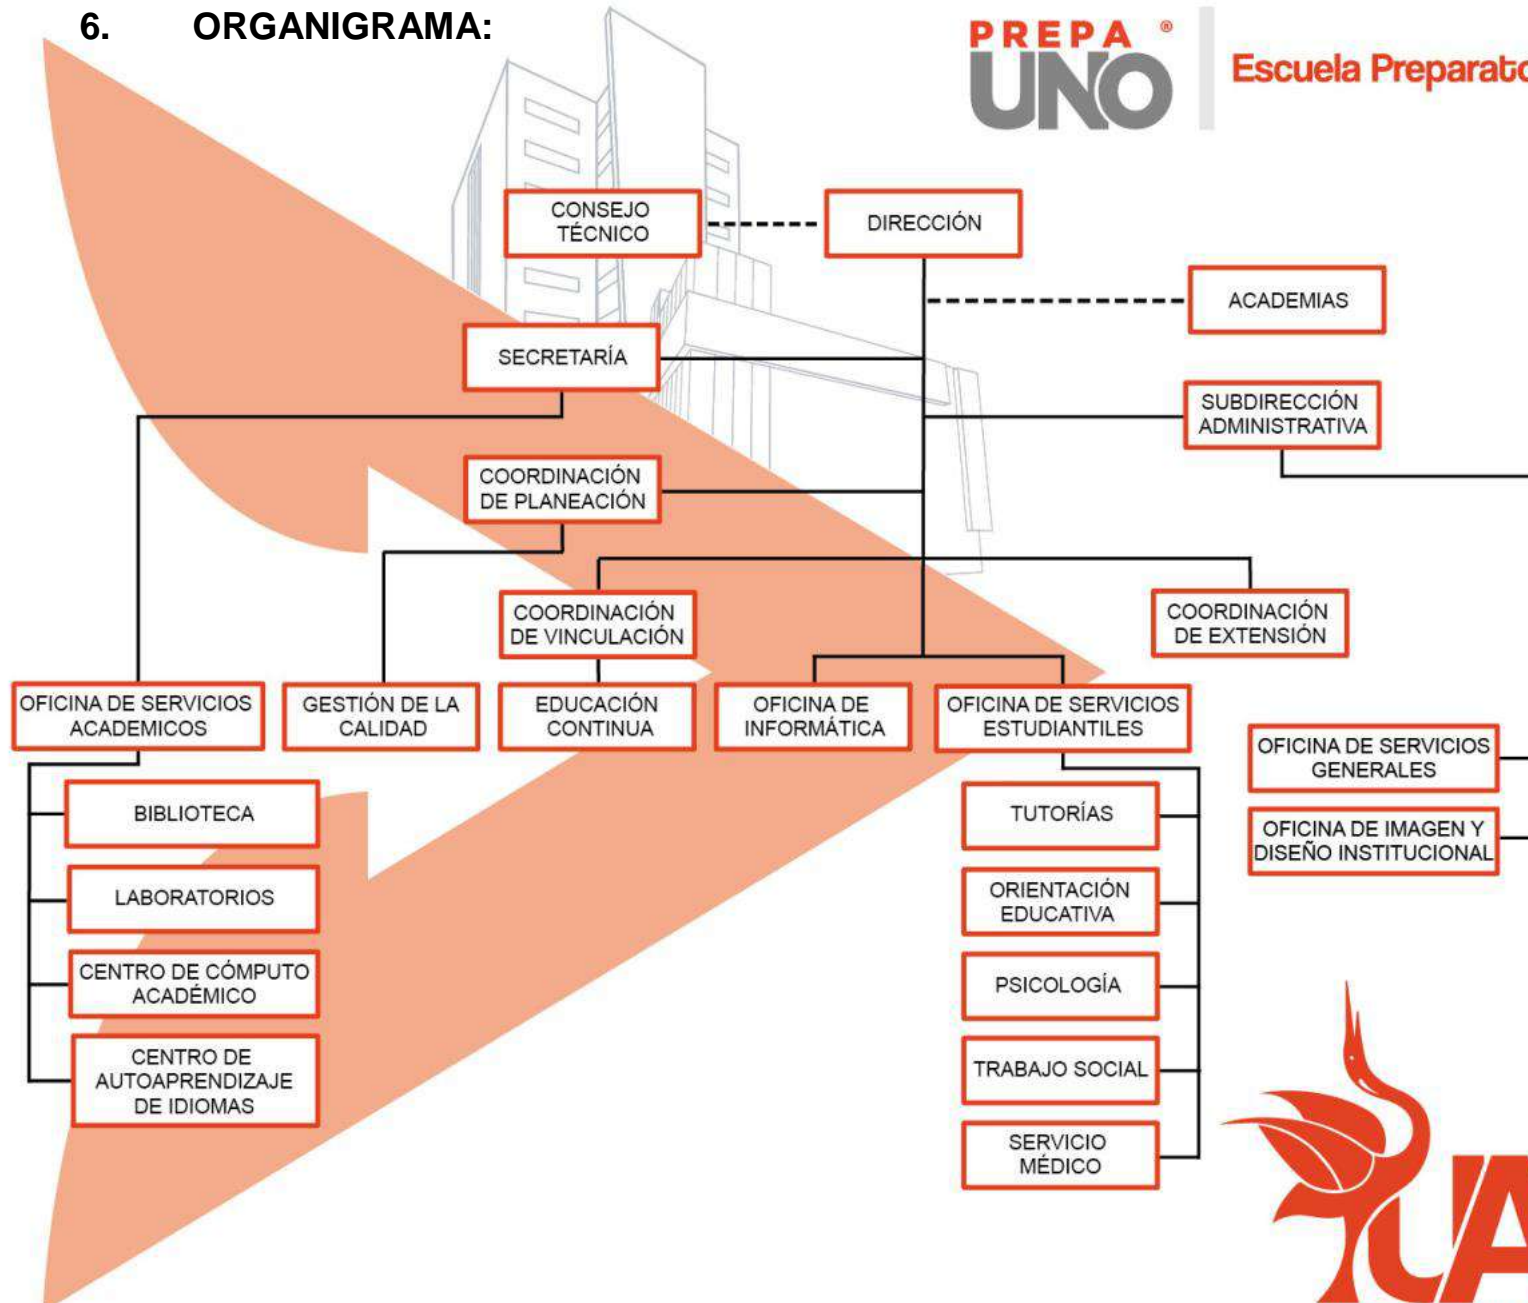 6. ORGANIGRAMA:
PREPA ®
UNO
Escuela
CONSEJO
TÉCNICO
DIRECCIÓN
ACADEMIAS
SECRETARÍA
SUBDIRECCIÓN
ADMINISTRATIVA
COORDINACIÓN
DE PLANEACIÓN
COORDINACIÓN
DE VINCULACIÓN
COORDINACIÓN
DE EXTENSIÓN
OFICINA DE SERVICIOS
ACADEMICOS
GESTIÓN DE LA
CALIDAD
EDUCACIÓN
CONTINUA
OFICINA DE
INFORMÁTICA
OFICINA DE SERVICIOS
ESTUDIANTILES
OFICINA DE SERVICIOS
GENERALES
OFICINA DE IMAGEN Y
DISEÑO INSTITUCIONAL
BIBLIOTECA
LABORATORIOS
CENTRO DE CÓMPUTO
ACADÉMICO
CENTRO DE
AUTOAPRENDIZAJE
DE IDIOMAS
TUTORÍAS
ORIENTACIÓN
EDUCATIVA
PSICOLOGÍA
TRABAJO SOCIAL
SERVICIO
MÉDICO